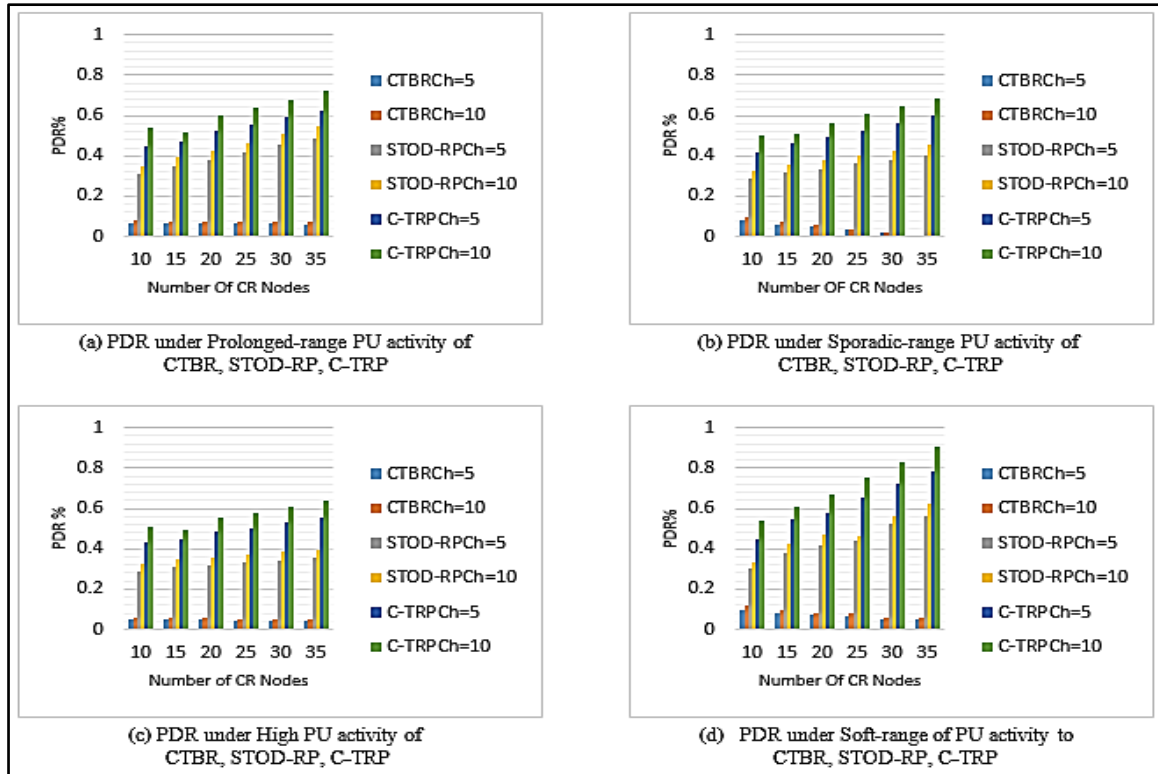 1
0.8
0.6
0.4
0.2
0
PDR%
10 15 20 25 30 35
Number Of CR Nodes
CTBRCh=5
CTBRCh=10
STOD-RPCh=5
STOD-RPCh=10
C-TRPCh=5
C-TRPCh=10
(a) PDR under Prolonged-range PU activity of
CTBR, STOD-RP, C-TRP
1
0.8
0.6
0.4
0.2
0
PDR%
10 15 20 25 30 35
Number OF CR Nodes
CTBRCh=5
CTBRCh=10
STOD-RPCh=5
STOD-RPCh=10
C-TRPCh=5
C-TRPCh=10
(b) PDR under Sporadic-range PU activity of
CTBR, STOD-RP, C-TRP
1
0.8
0.6
0.4
0.2
0
PDR %
10 15 20 25 30 35
Number of CR Nodes
CTBRCh=5
CTBRCh=10
STOD-RPCh=5
STOD-RPCh=10
C-TRPCh=5
C-TRPCh=10
(c) PDR under High PU activity of
CTBR, STOD-RP, C-TRP
1
0.8
0.6
0.4
0.2
0
PDR%
10 15 20 25 30 35
Number Of CR Nodes
CTBRCh=5
CTBRCh=10
STOD-RPCh=5
STOD-RPCh=10
C-TRPCh=5
C-TRPCh=10
(d) PDR under Soft-range of PU activity to
CTBR, STOD-RP, C-TRP